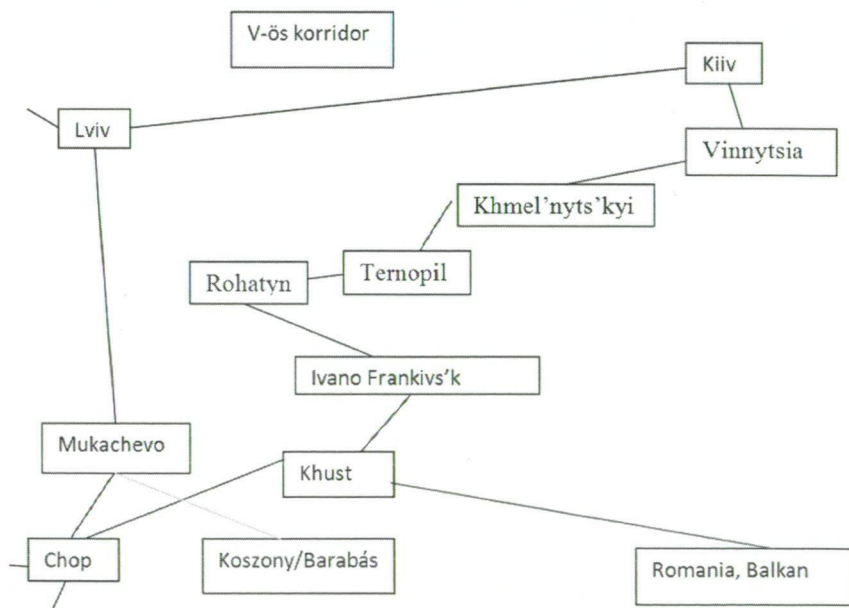 V-ös korridor
Kiiv
Lviv
Vinnytsia
Khmel'nyts'kyi
Ternopil
Rohatyn
Ivano Frankivs'k
Mukachevo
Khust
Chop
Koszony/Barabás
Romania, Balkan